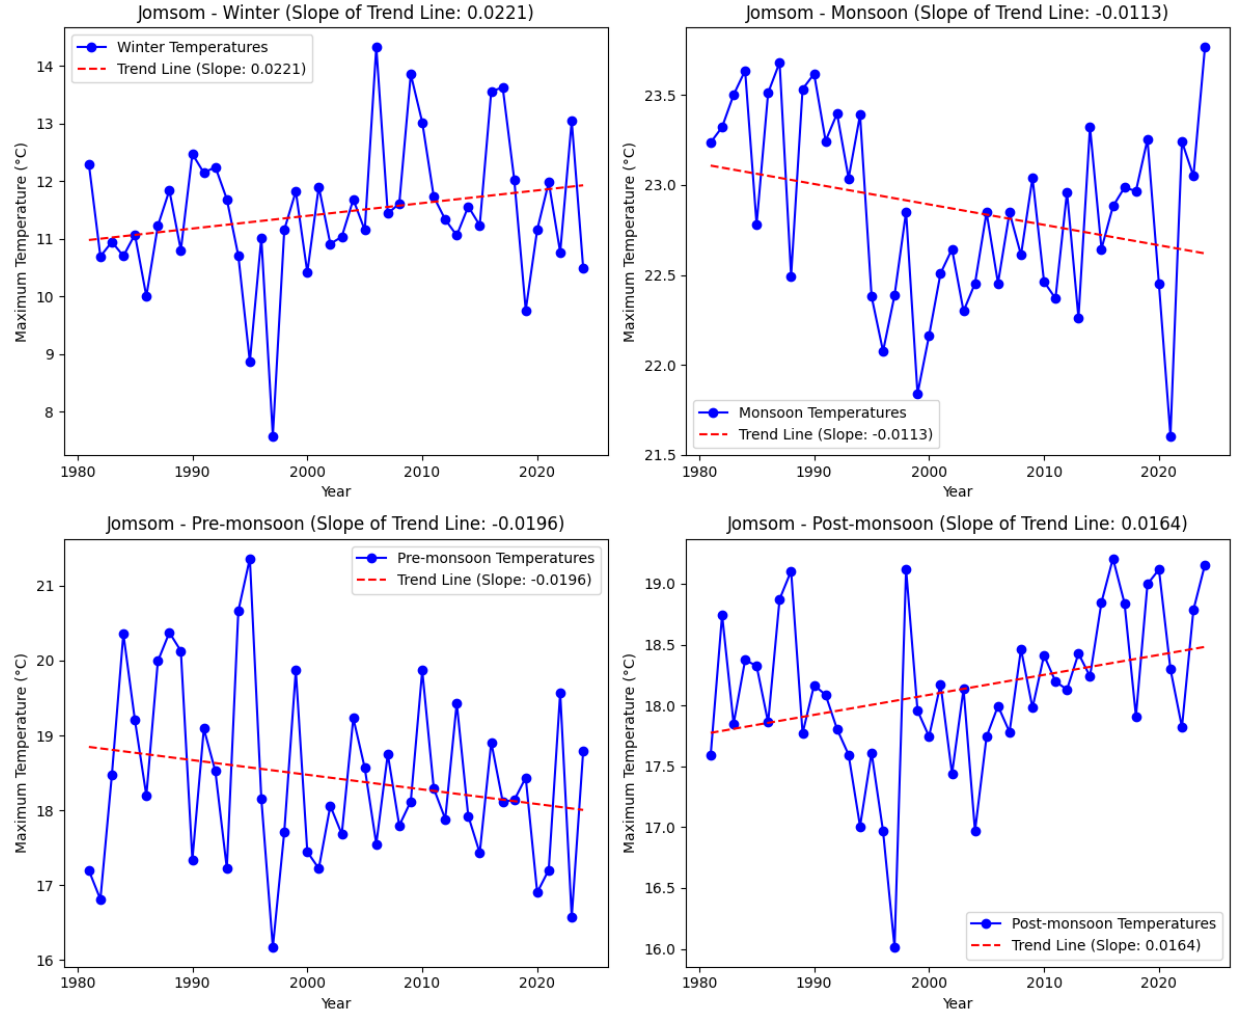 Jomsom - Winter (Slope of Trend Line: 0.0221)
Winter Temperatures
Trend Line (Slope: 0.0221)
Maximum Temperature (°C)
14
13
12
11
10
9
8
1980
1990
2000
2010
2020
Year
Jomsom - Monsoon (Slope of Trend Line: -0.0113)
Monsoon Temperatures
Trend Line (Slope: -0.0113)
Maximum Temperature (°C)
23.5
23.0
22.5
22.0
21.5
1980
1990
2000
2010
2020
Year
Jomsom - Pre-monsoon (Slope of Trend Line: -0.0196)
Pre-monsoon Temperatures
Trend Line (Slope: -0.0196)
Maximum Temperature (°C)
21
20
19
18
17
16
1980
1990
2000
2010
2020
Year
Jomsom - Post-monsoon (Slope of Trend Line: 0.0164)
Maximum Temperature (°C)
19.0
18.5
18.0
17.5
17.0
16.5
16.0
Post-monsoon Temperatures
Trend Line (Slope: 0.0164)
1980
1990
2000
2010
2020
Year